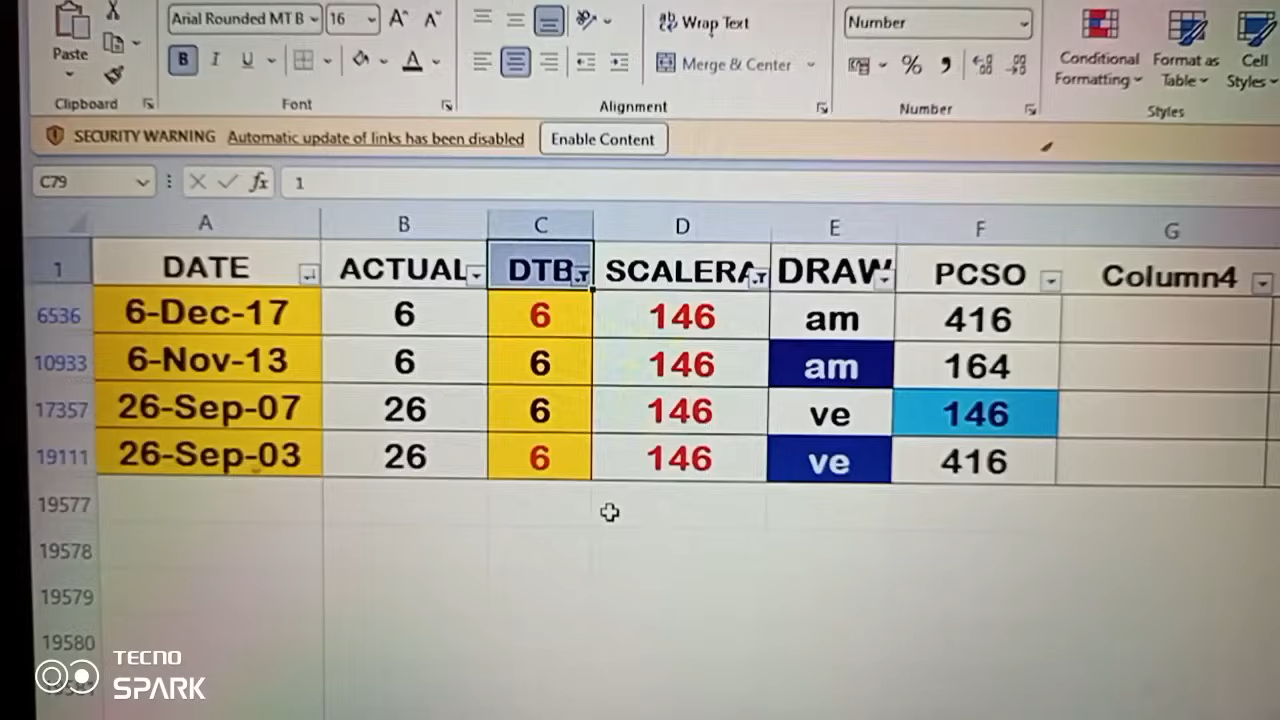 Arial Rounded MT B 16 A^ A˅ Wrap Text Number
Paste B I U A Merge & Center % , Conditional Formatting Format as Table Cell Styles
Clipboard Font Alignment Number Styles
SECURITY WARNING Automatic update of links has been disabled Enable Content
C79 fx 1
A B C D E F G
1 DATE ACTUAL DTB SCALERA DRAW PCSO Column4
6536 6-Dec-17 6 6 146 am 416
10933 6-Nov-13 6 6 146 am 164
17357 26-Sep-07 26 6 146 ve 146
19111 26-Sep-03 26 6 146 ve 416
19577
19578
19579
19580
TECNO
SPARK